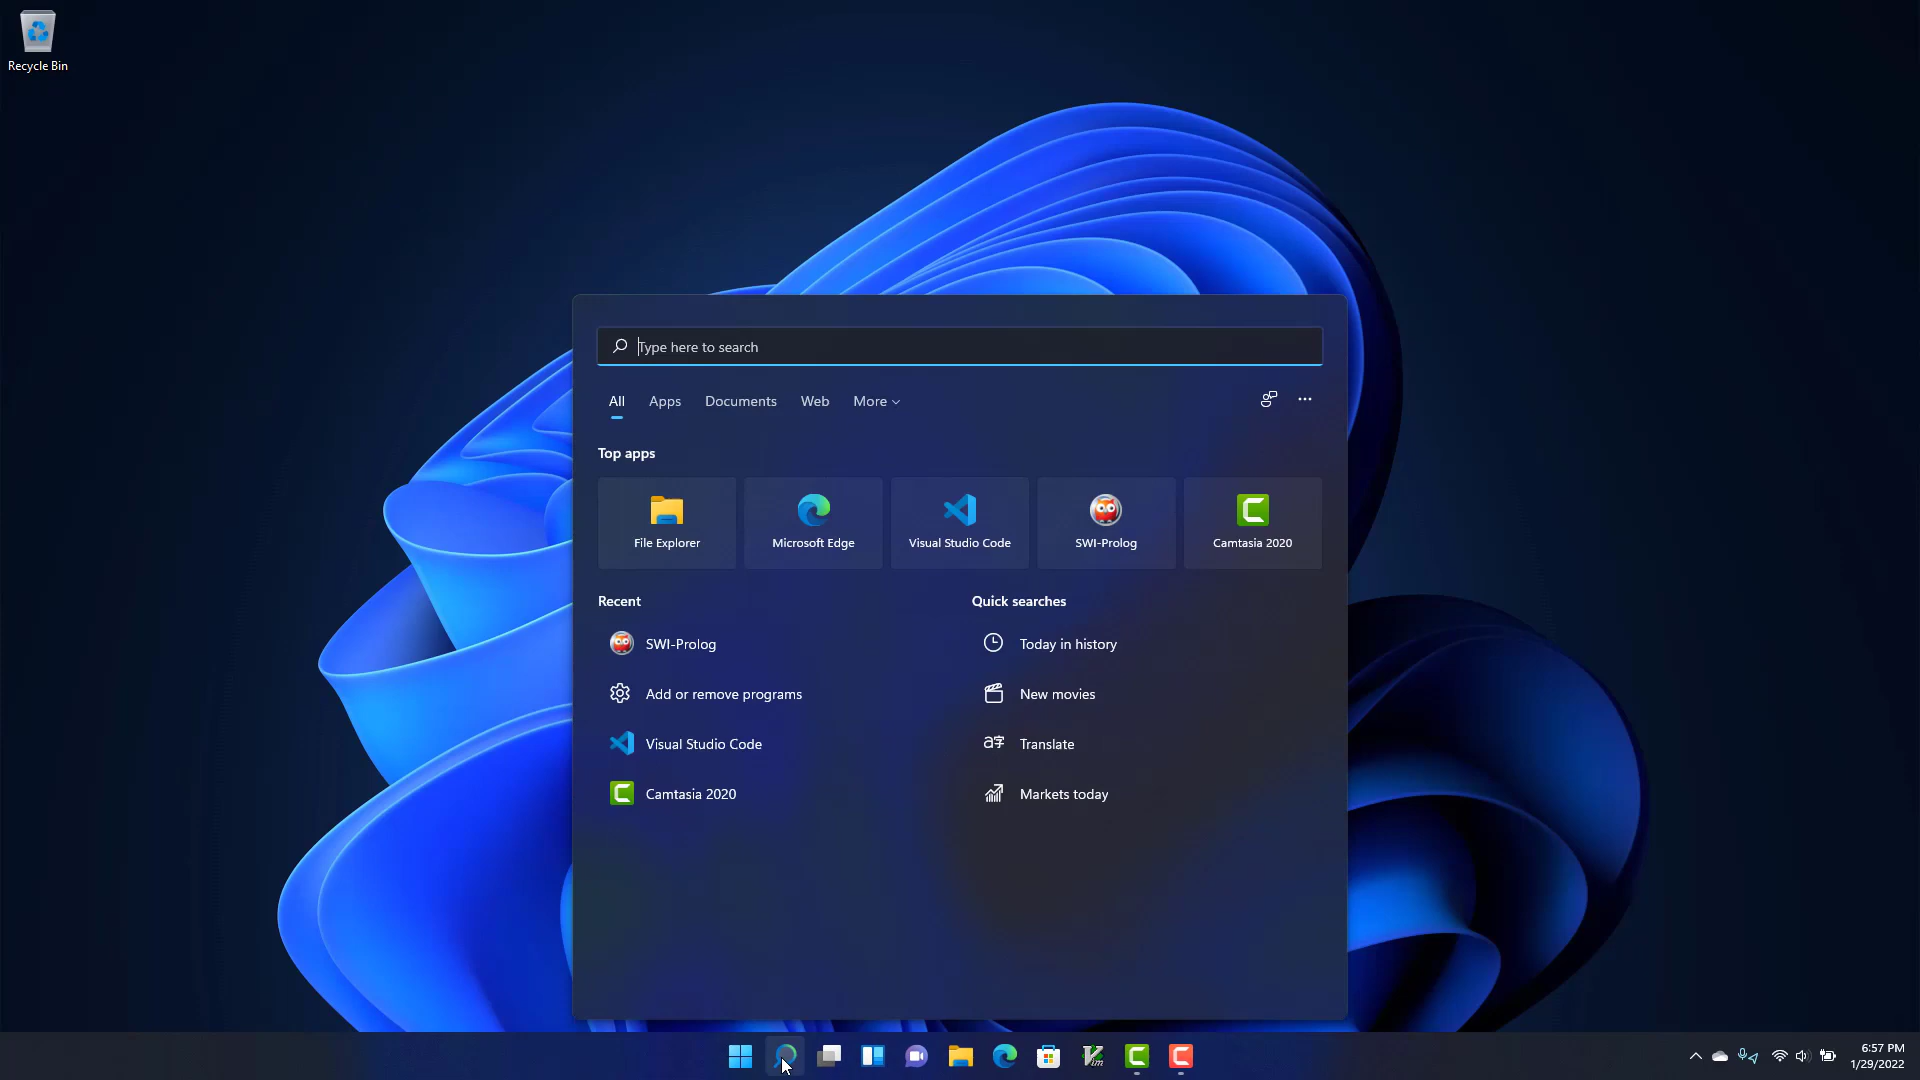 Recycle Bin
Type here to search
All Apps Documents Web More
Top apps
File Explorer Microsoft Edge Visual Studio Code SWI-Prolog Camtasia 2020
Recent
SWI-Prolog
Add or remove programs
Visual Studio Code
Camtasia 2020
Quick searches
Today in history
New movies
Translate
Markets today
6:57 PM
1/29/2022